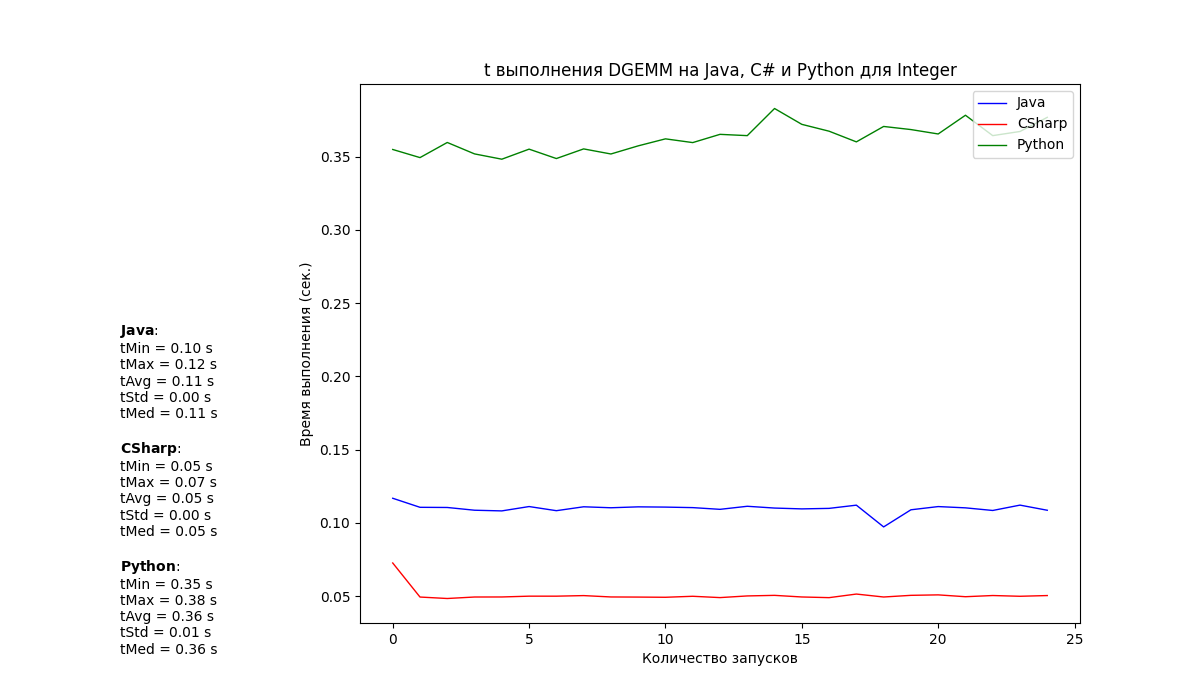 t выполнения DGEMM на Java, C# и Python для Integer
Java
CSharp
Python
0.35
0.30
0.25
0.20
0.15
0.10
0.05
Время выполнения (сек.)
0
5
10
15
20
25
Количество запусков
Java:
tMin = 0.10 s
tMax = 0.12 s
tAvg = 0.11 s
tStd = 0.00 s
tMed = 0.11 s
CSharp:
tMin = 0.05 s
tMax = 0.07 s
tAvg = 0.05 s
tStd = 0.00 s
tMed = 0.05 s
Python:
tMin = 0.35 s
tMax = 0.38 s
tAvg = 0.36 s
tStd = 0.01 s
tMed = 0.36 s